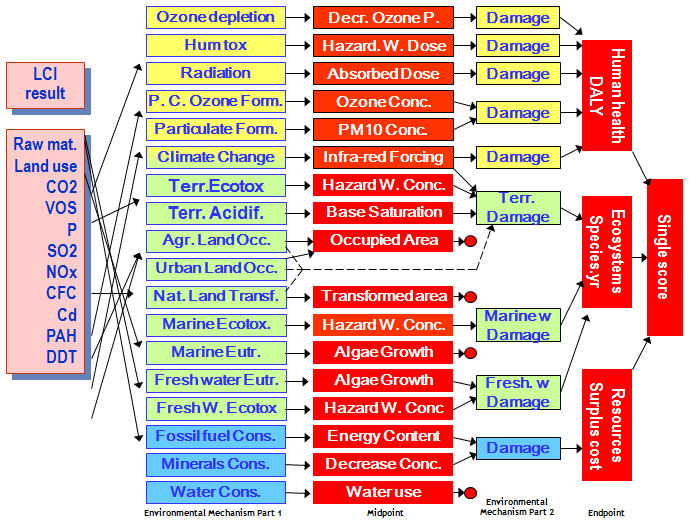 LCI
result
Raw mat.
Land use
CO2
VOS
P
SO2
NOx
CFC
Cd
PAH
DDT
Ozone depletion
Hum tox
Radiation
P. C. Ozone Form.
Particulate Form.
Climate Change
Terr.Ecotox
Terr. Acidif.
Agr. Land Occ.
Urban Land Occ.
Nat. Land Transf.
Marine Ecotox.
Marine Eutr.
Fresh water Eutr.
Fresh W. Ecotox
Fossil fuel Cons.
Minerals Cons.
Water Cons.
Environmental Mechanism Part 1
Decr. Ozone P.
Hazard. W. Dose
Absorbed Dose
Ozone Conc.
PM10 Conc.
Infra-red Forcing
Hazard W. Conc.
Base Saturation
Occupied Area
Transformed area
Hazard W. Conc.
Algae Growth
Algae Growth
Hazard W. Conc
Energy Content
Decrease Conc.
Water use
Midpoint
Damage
Damage
Damage
Damage
Damage
Terr.
Damage
Marine w
Damage
Fresh. w
Damage
Damage
Environmental
Mechanism Part 2
Human health
DALY
Ecosystems
Species.yr
Resources
Surplus cost
Endpoint
Single score